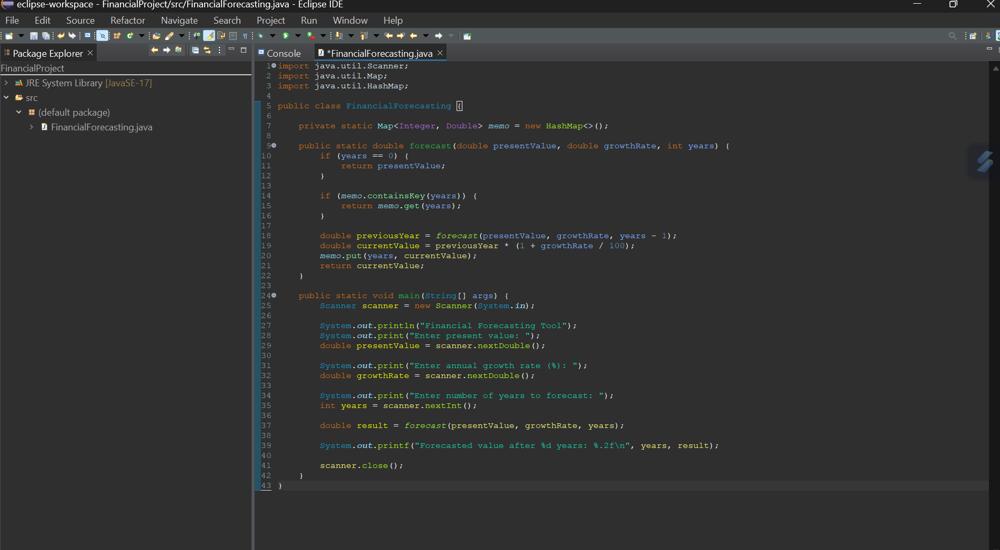 eclipse-workspace - FinancialProject/src/FinancialForecasting.java - Eclipse IDE
File Edit Source Refactor Navigate Search Project Run Window Help
Package Explorer
FinancialProject
JRE System Library [JavaSE-17]
src
(default package)
FinancialForecasting.java
Console *FinancialForecasting.java
1 import java.util.Scanner;
2 import java.util.Map;
3 import java.util.HashMap;
4
5 public class FinancialForecasting {
6
7     private static Map<Integer, Double> memo = new HashMap<>();
8
9     public static double forecast(double presentValue, double growthRate, int years) {
10         if (years == 0) {
11             return presentValue;
12         }
13
14         if (memo.containsKey(years)) {
15             return memo.get(years);
16         }
17
18         double previousYear = forecast(presentValue, growthRate, years - 1);
19         double currentValue = previousYear * (1 + growthRate / 100);
20         memo.put(years, currentValue);
21         return currentValue;
22     }
23
24     public static void main(String[] args) {
25         Scanner scanner = new Scanner(System.in);
26
27         System.out.println("Financial Forecasting Tool");
28         System.out.print("Enter present value: ");
29         double presentValue = scanner.nextDouble();
30
31         System.out.print("Enter annual growth rate (%): ");
32         double growthRate = scanner.nextDouble();
33
34         System.out.print("Enter number of years to forecast: ");
35         int years = scanner.nextInt();
36
37         double result = forecast(presentValue, growthRate, years);
38
39         System.out.printf("Forecasted value after %d years: %.2f\n", years, result);
40
41         scanner.close();
42     }
43 }